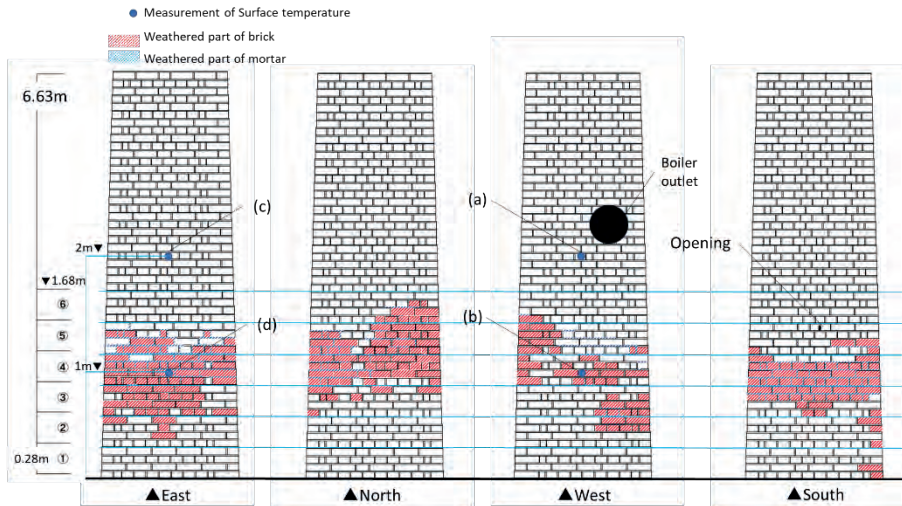 Measurement of Surface temperature
Weathered part of brick
Weathered part of mortar
6.63m
Boiler
outlet
(c)
(a)
Opening
2m▼
▼1.68m
⑥
⑤
(d)
(b)
④
1m▼
③
②
0.28m
①
▲East
▲North
▲West
▲South